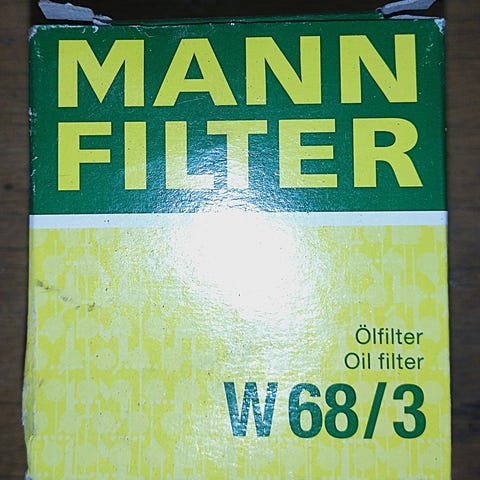 MANN
FILTER
Ölfilter
Oil filter
W 68/3